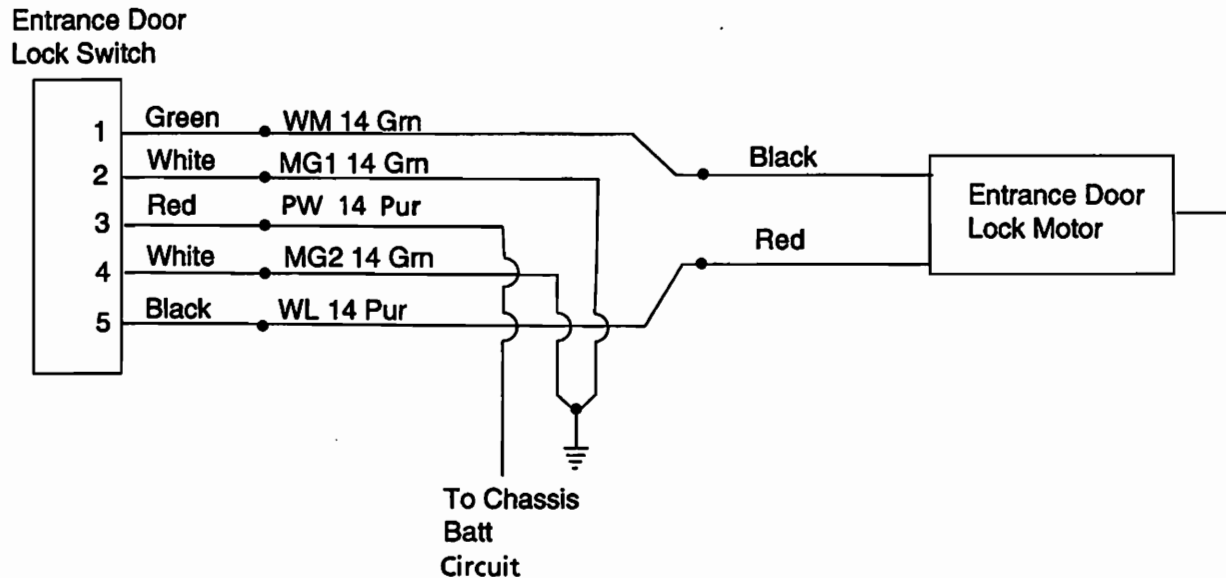 Entrance Door
Lock Switch
1 Green WM 14 Grn
2 White MG1 14 Grn
3 Red PW 14 Pur
4 White MG2 14 Grn
5 Black WL 14 Pur
Black
Red
Entrance Door
Lock Motor
To Chassis
Batt
Circuit